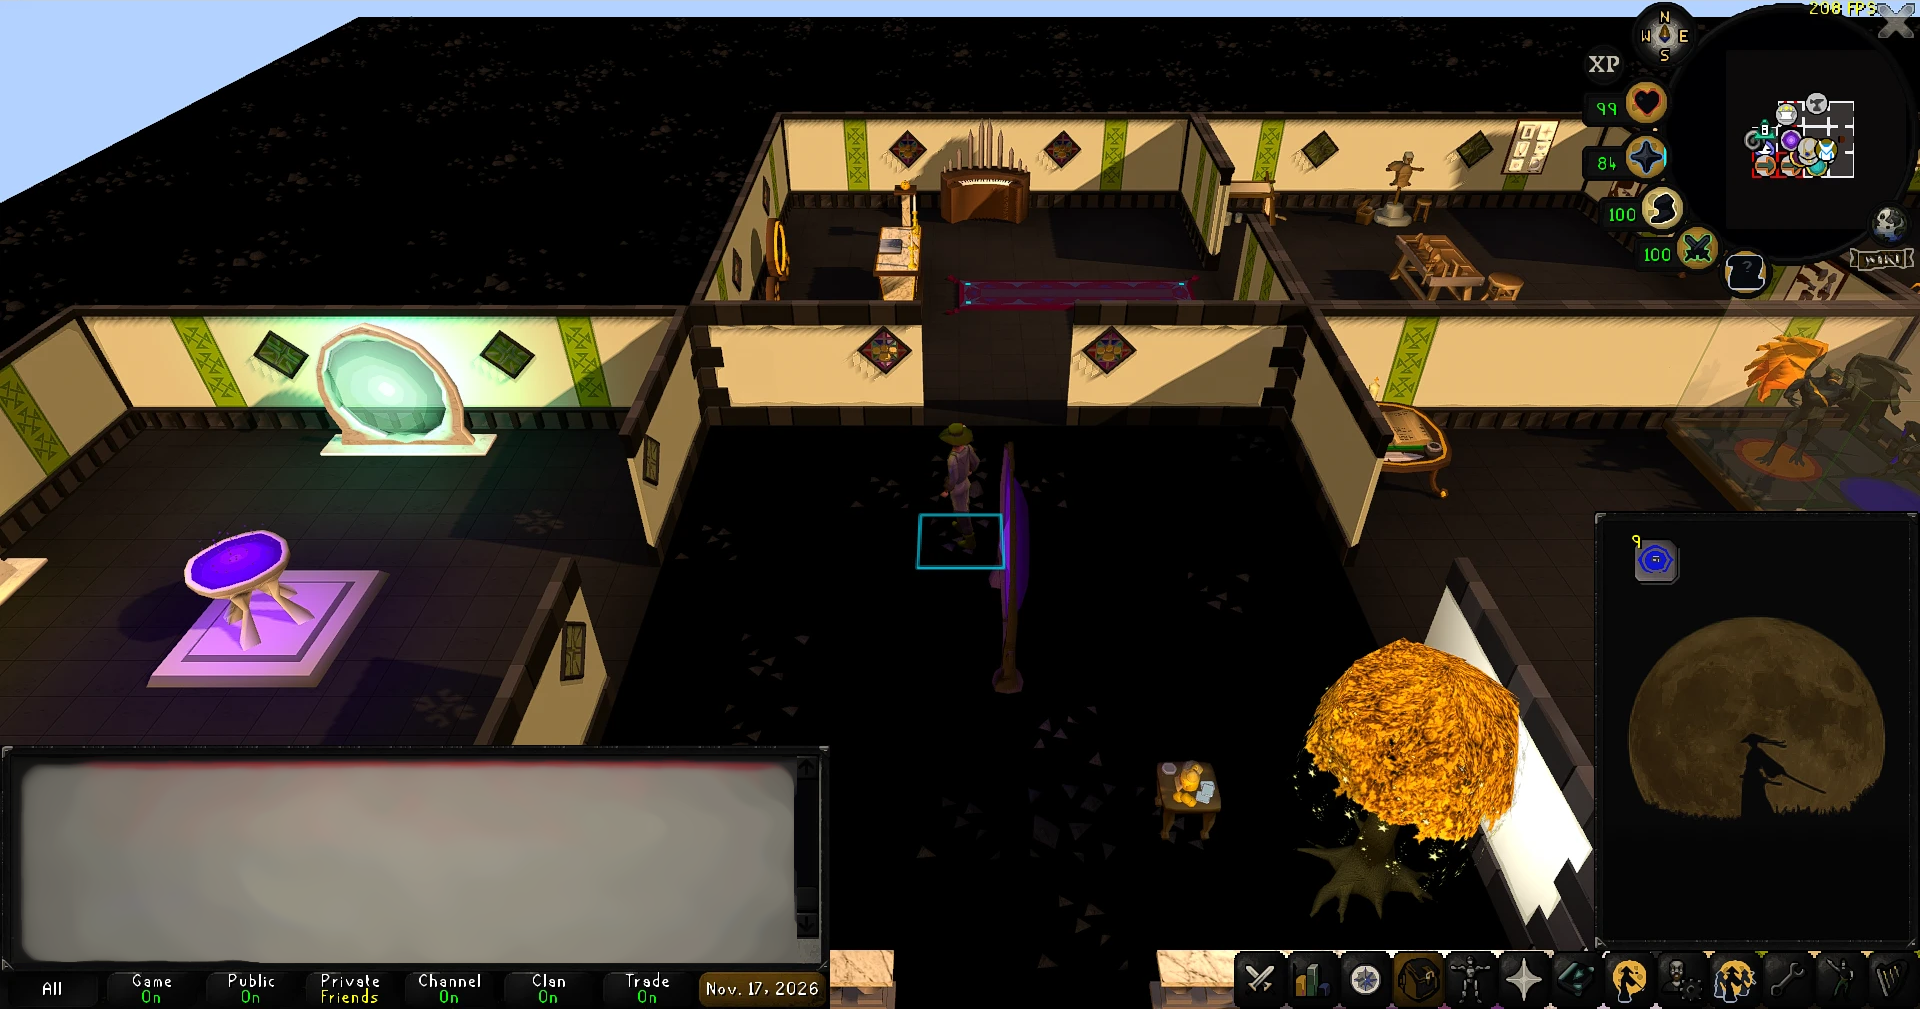 208 FPS
N
W E
S
XP
99
84
100
100
?
WIKI
9
All
Game
On
Public
On
Private
Friends
Channel
On
Clan
On
Trade
On
Nov. 17, 2026